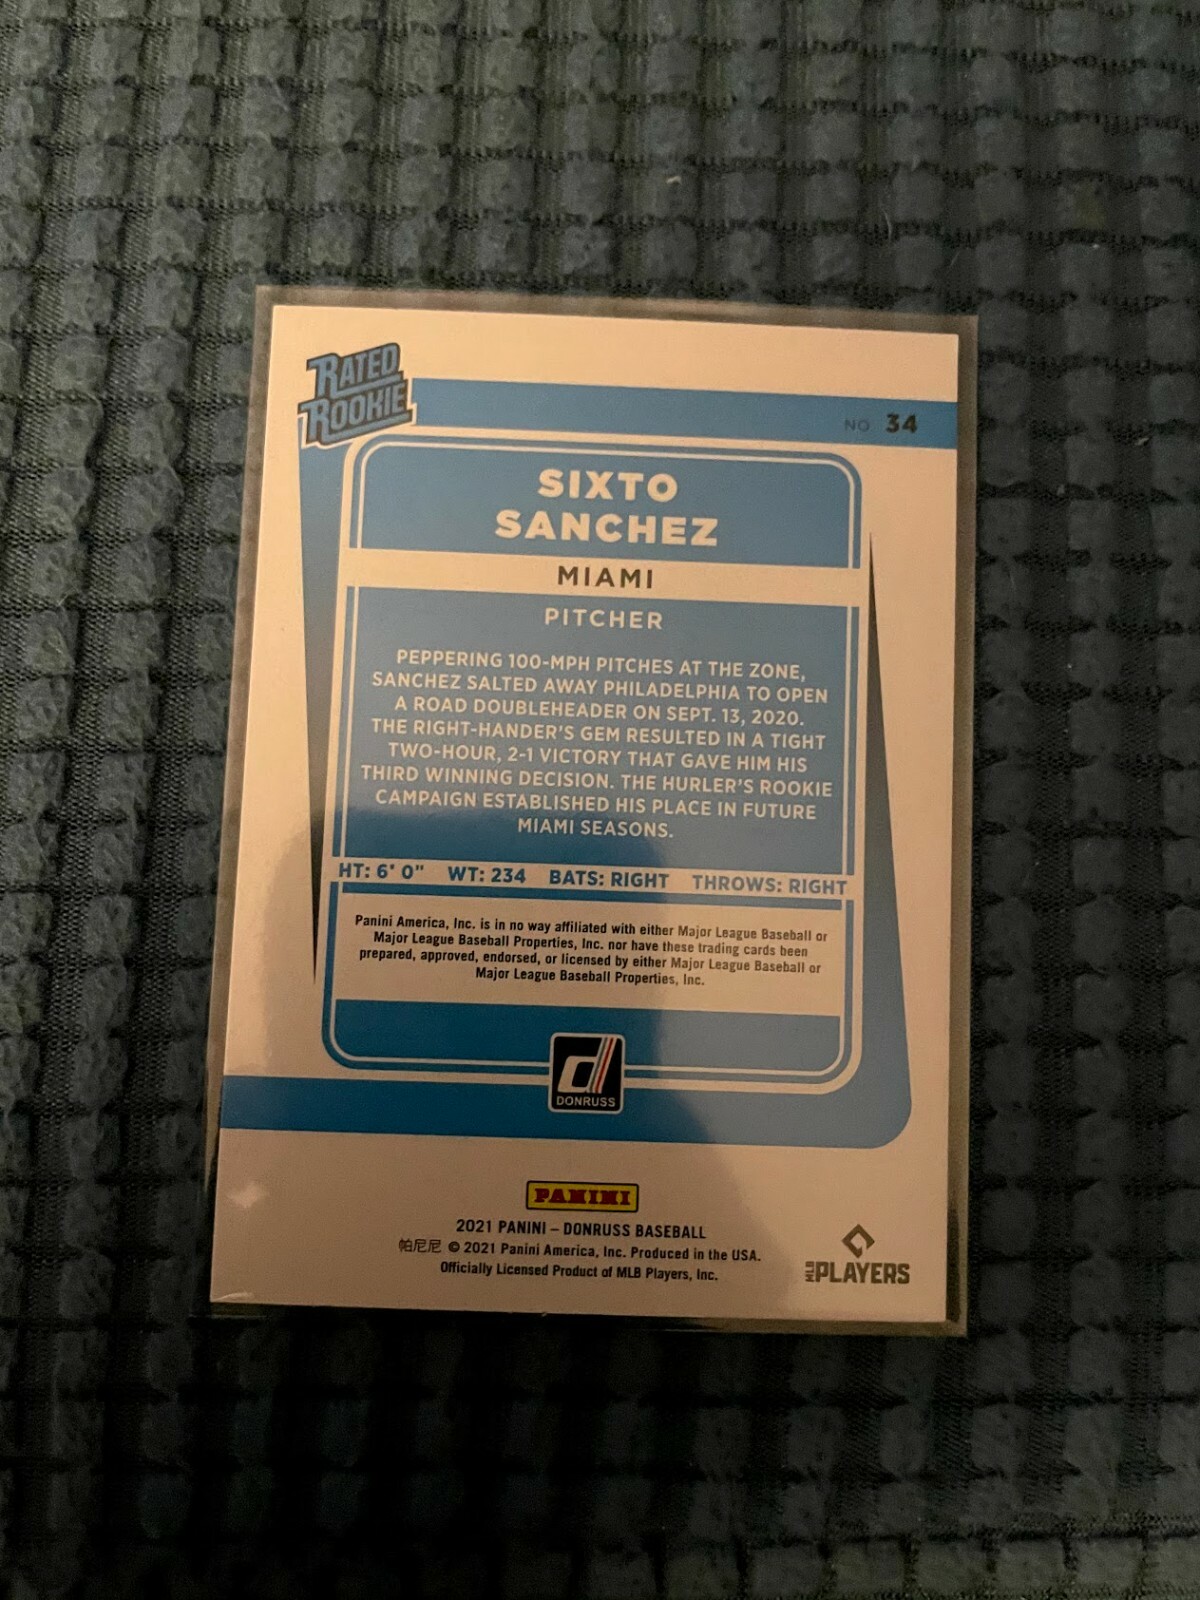 RATED
ROOKIE
NO. 34
SIXTO
SANCHEZ
MIAMI
PITCHER
PEPPERING 100-MPH PITCHES AT THE ZONE,
SANCHEZ SALTED AWAY PHILADELPHIA TO OPEN
A ROAD DOUBLEHEADER ON SEPT. 13, 2020.
THE RIGHT-HANDER'S GEM RESULTED IN A TIGHT
TWO-HOUR, 2-1 VICTORY THAT GAVE HIM HIS
THIRD WINNING DECISION. THE HURLER'S ROOKIE
CAMPAIGN ESTABLISHED HIS PLACE IN FUTURE
MIAMI SEASONS.
HT: 6' 0" WT: 234 BATS: RIGHT THROWS: RIGHT
Panini America, Inc. is in no way affiliated with either Major League Baseball or
Major League Baseball Properties, Inc. nor have these trading cards been
prepared, approved, endorsed, or licensed by either Major League Baseball or
Major League Baseball Properties, Inc.
d
DONRUSS
PANINI
2021 PANINI – DONRUSS BASEBALL
帕尼尼 © 2021 Panini America, Inc. Produced in the USA.
Officially Licensed Product of MLB Players, Inc.
MLB PLAYERS